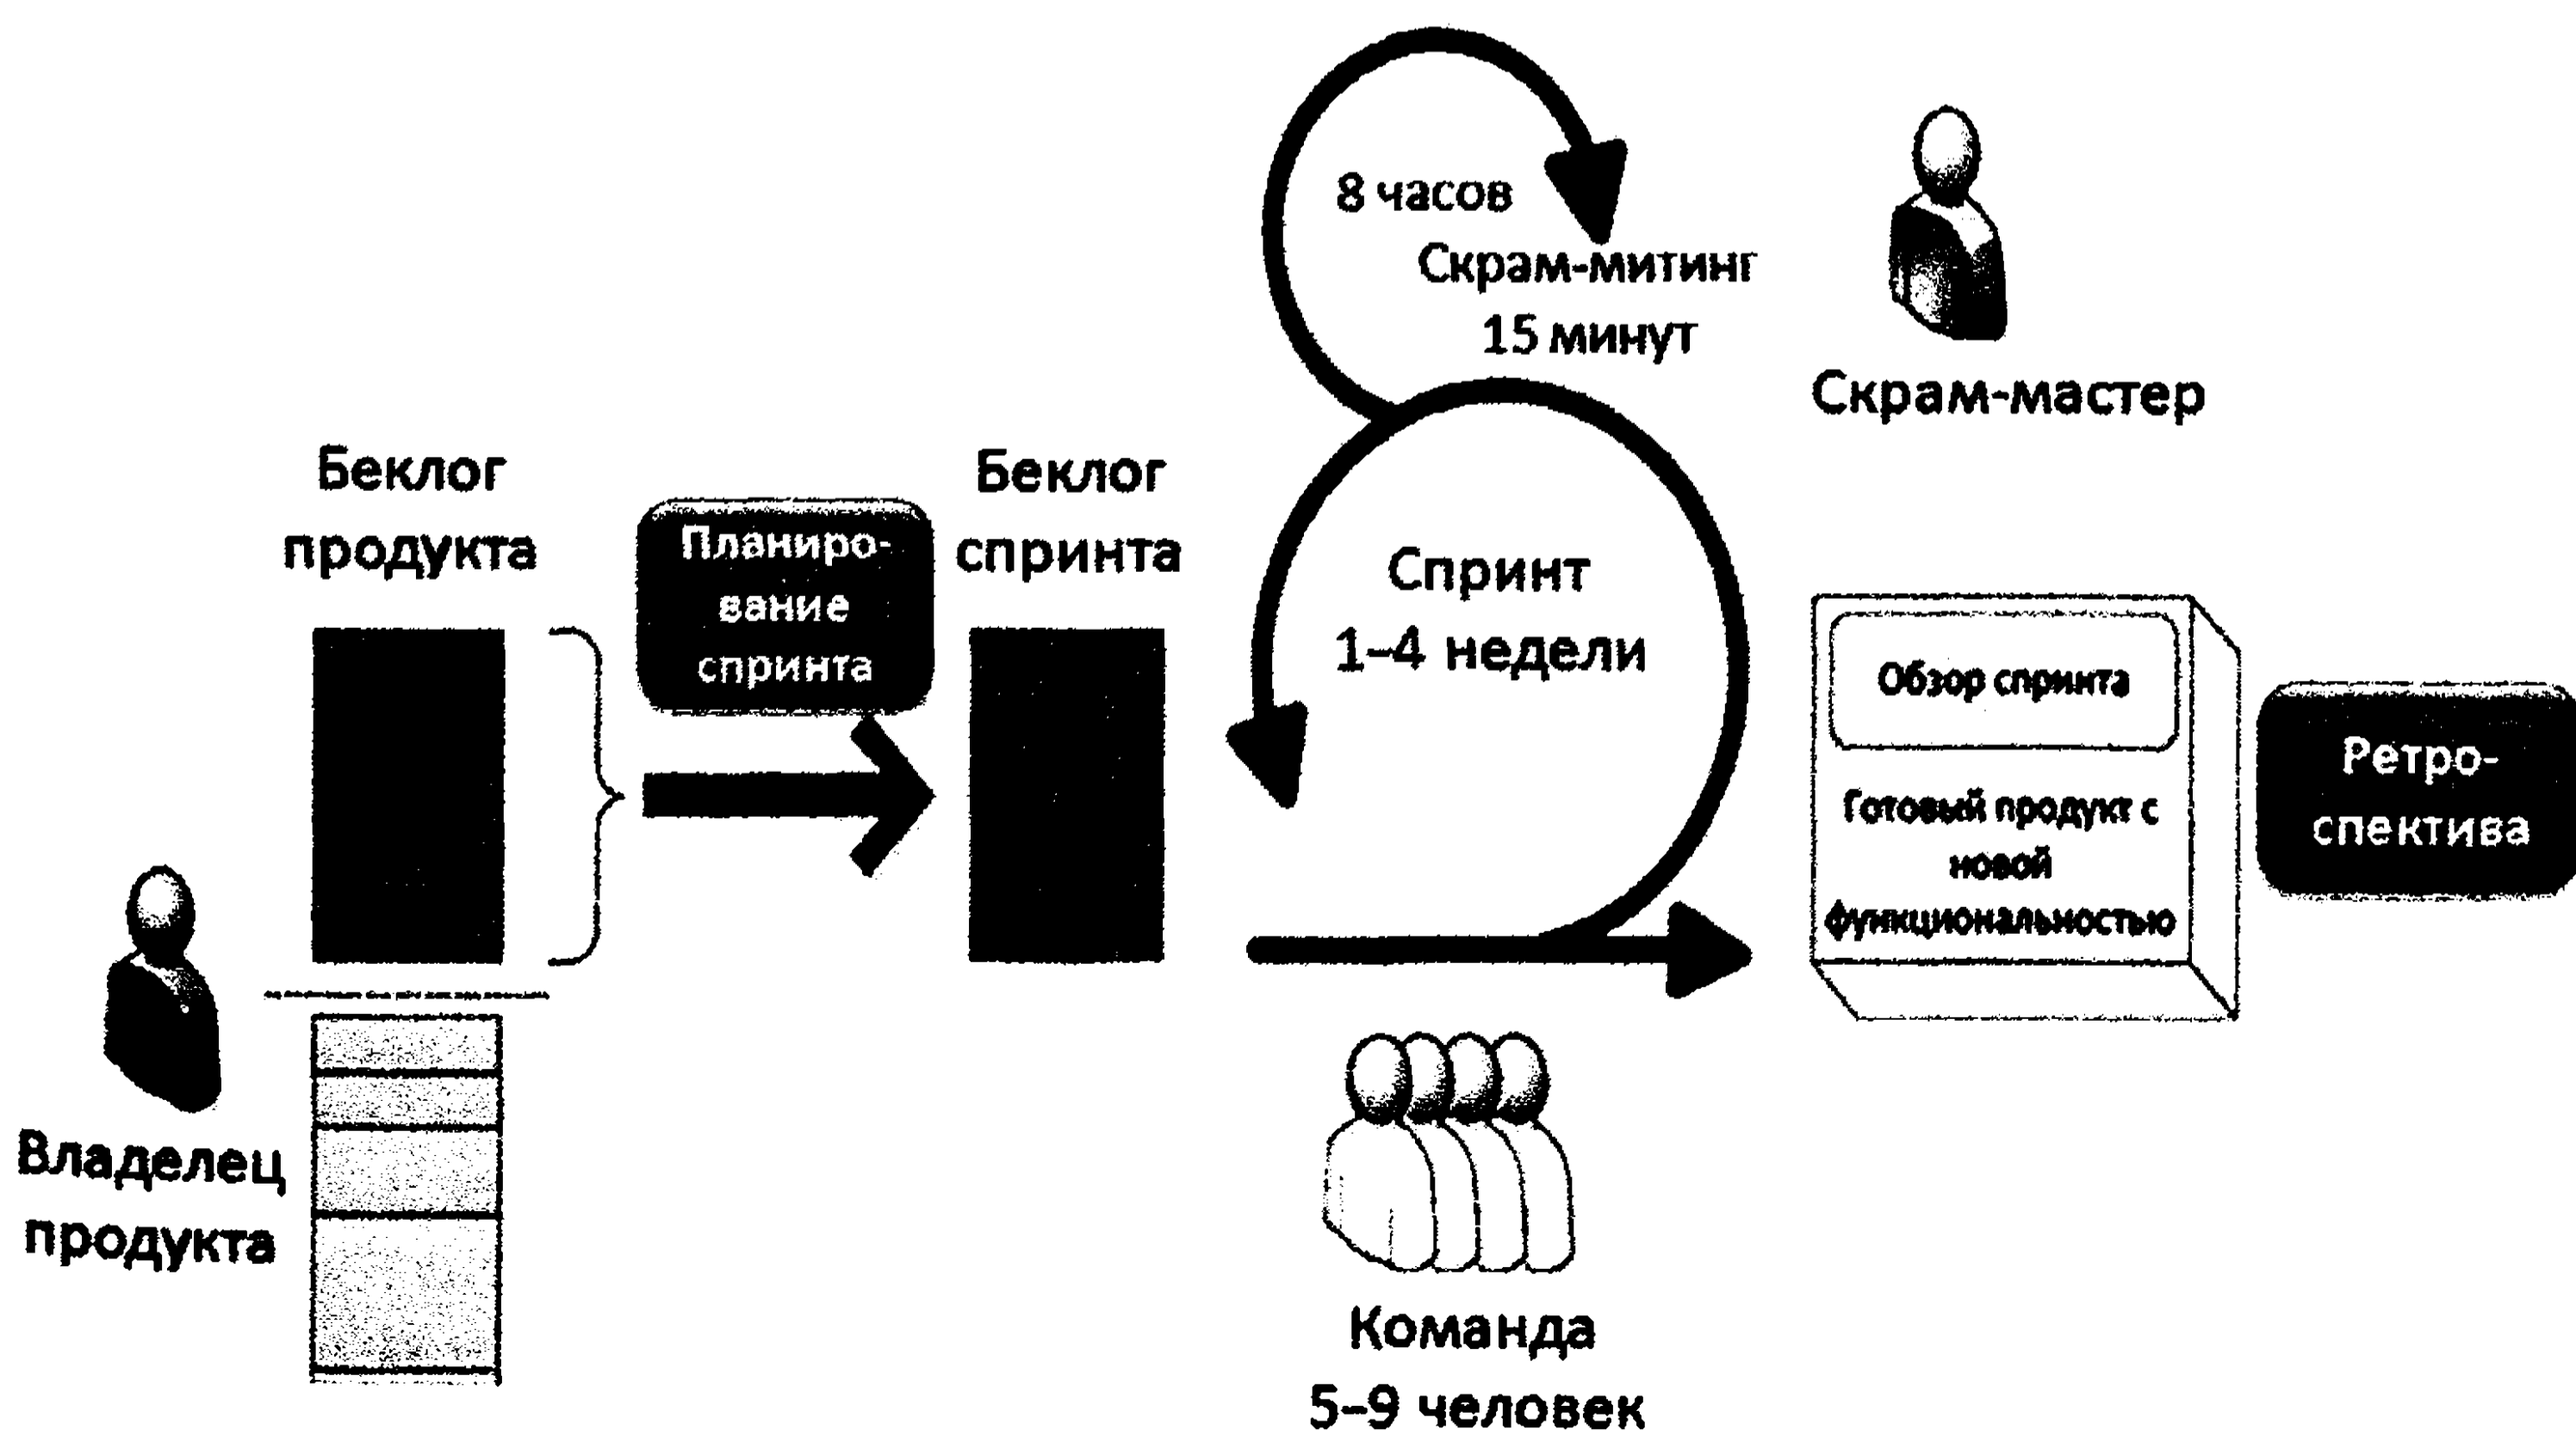 8 часов
Скрам-митинг
15 минут
Скрам-мастер
Беклог
продукта
Планиро-
вание
спринта
Беклог
спринта
Спринт
1–4 недели
Обзор спринта
Готовый продукт с
новой
функциональностью
Ретро-
спектива
Владелец
продукта
Команда
5–9 человек